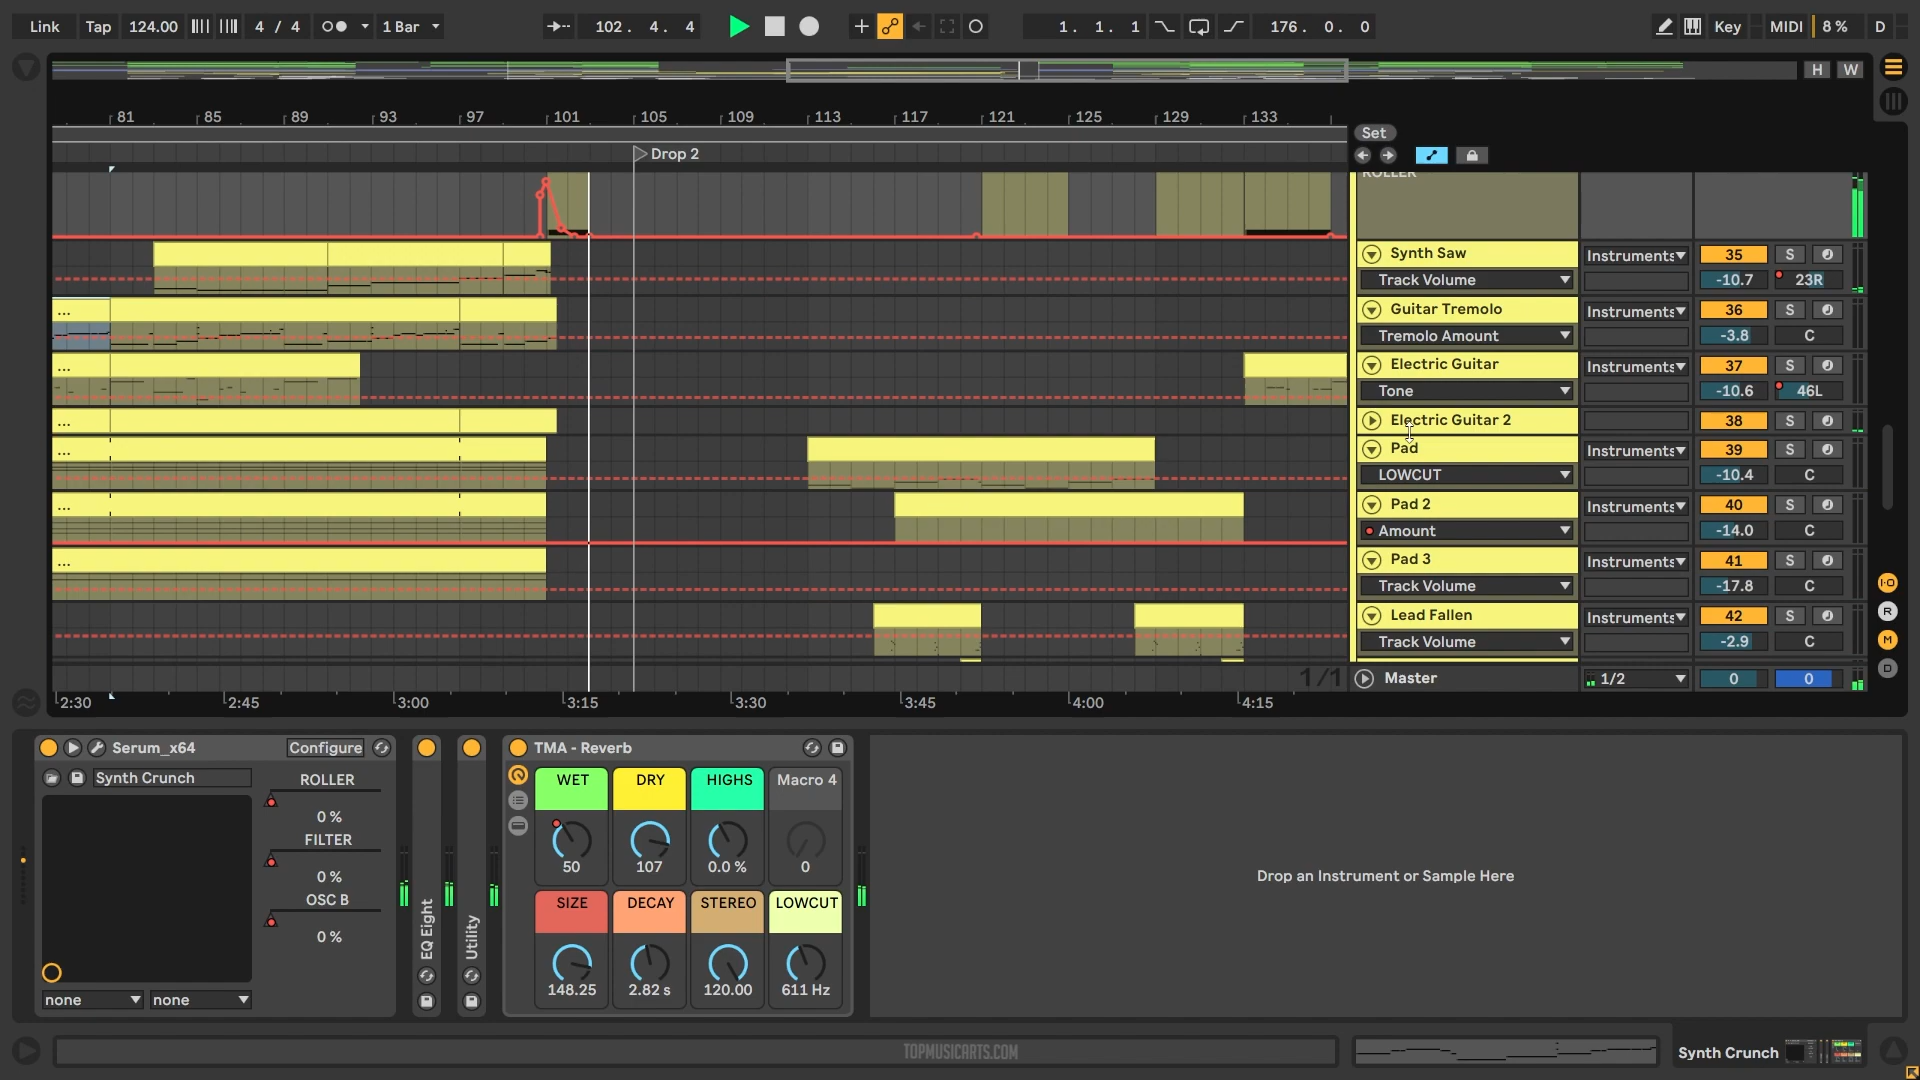 Link Tap 124.00 4 / 4 1 Bar 102. 4. 4 1. 1. 1 176. 0. 0 Key MIDI 8 % D
H W
81 85 89 93 97 101 105 109 113 117 121 125 129 133
Set
Drop 2
ROLLER
Synth Saw Instruments 35 S
Track Volume -10.7 23R
... Guitar Tremolo Instruments 36 S
Tremolo Amount -3.8 C
... Electric Guitar Instruments 37 S
Tone -10.6 46L
... Electric Guitar 2 38 S
... Pad Instruments 39 S
LOWCUT -10.4 C
... Pad 2 Instruments 40 S
Amount -14.0 C
... Pad 3 Instruments 41 S
Track Volume -17.8 C
I·O
Lead Fallen Instruments 42 S
R
Track Volume -2.9 C
M
D
1/1 Master 1/2 0 0
2:30 2:45 3:00 3:15 3:30 3:45 4:00 4:15
Serum_x64 Configure
Synth Crunch
ROLLER
0 %
FILTER
0 %
OSC B
0 %
none none
EQ Eight
Utility
TMA - Reverb
WET DRY HIGHS Macro 4
50 107 0.0 % 0
SIZE DECAY STEREO LOWCUT
148.25 2.82 s 120.00 611 Hz
Drop an Instrument or Sample Here
TOPMUSICARTS.COM
Synth Crunch